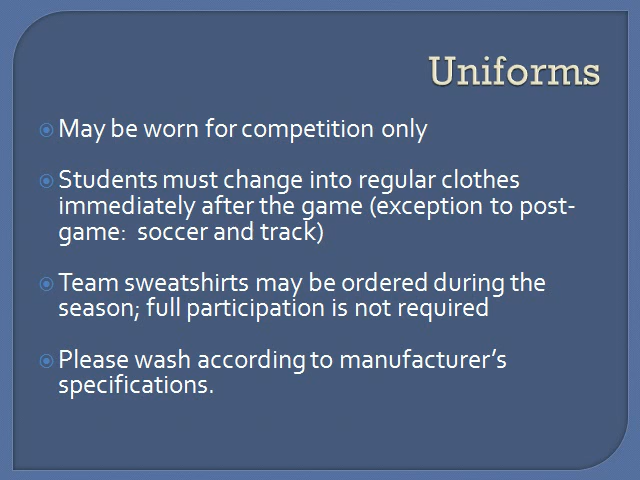 Uniforms
May be worn for competition only
Students must change into regular clothes
immediately after the game (exception to post-
game:  soccer and track)
Team sweatshirts may be ordered during the
season; full participation is not required
Please wash according to manufacturer’s
specifications.